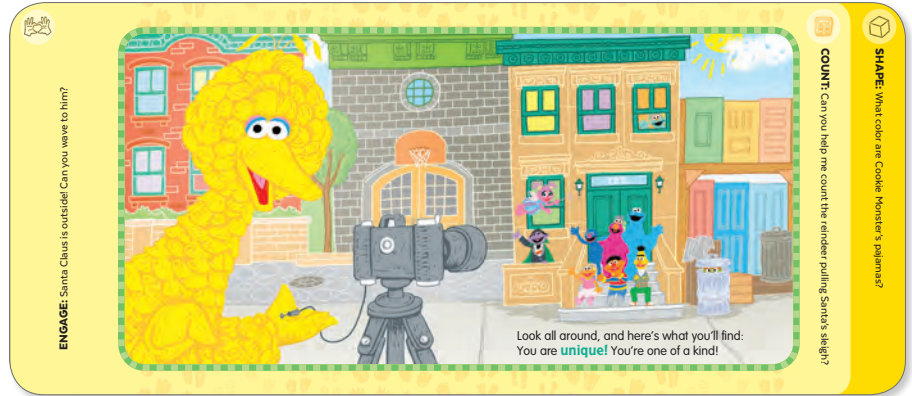 ENGAGE: Santa Claus is outside! Can you wave to him?
Look all around, and here's what you'll find:
You are unique! You're one of a kind!
COUNT: Can you help me count the reindeer pulling Santa's sleigh?
SHAPE: What color are Cookie Monster's pajamas?